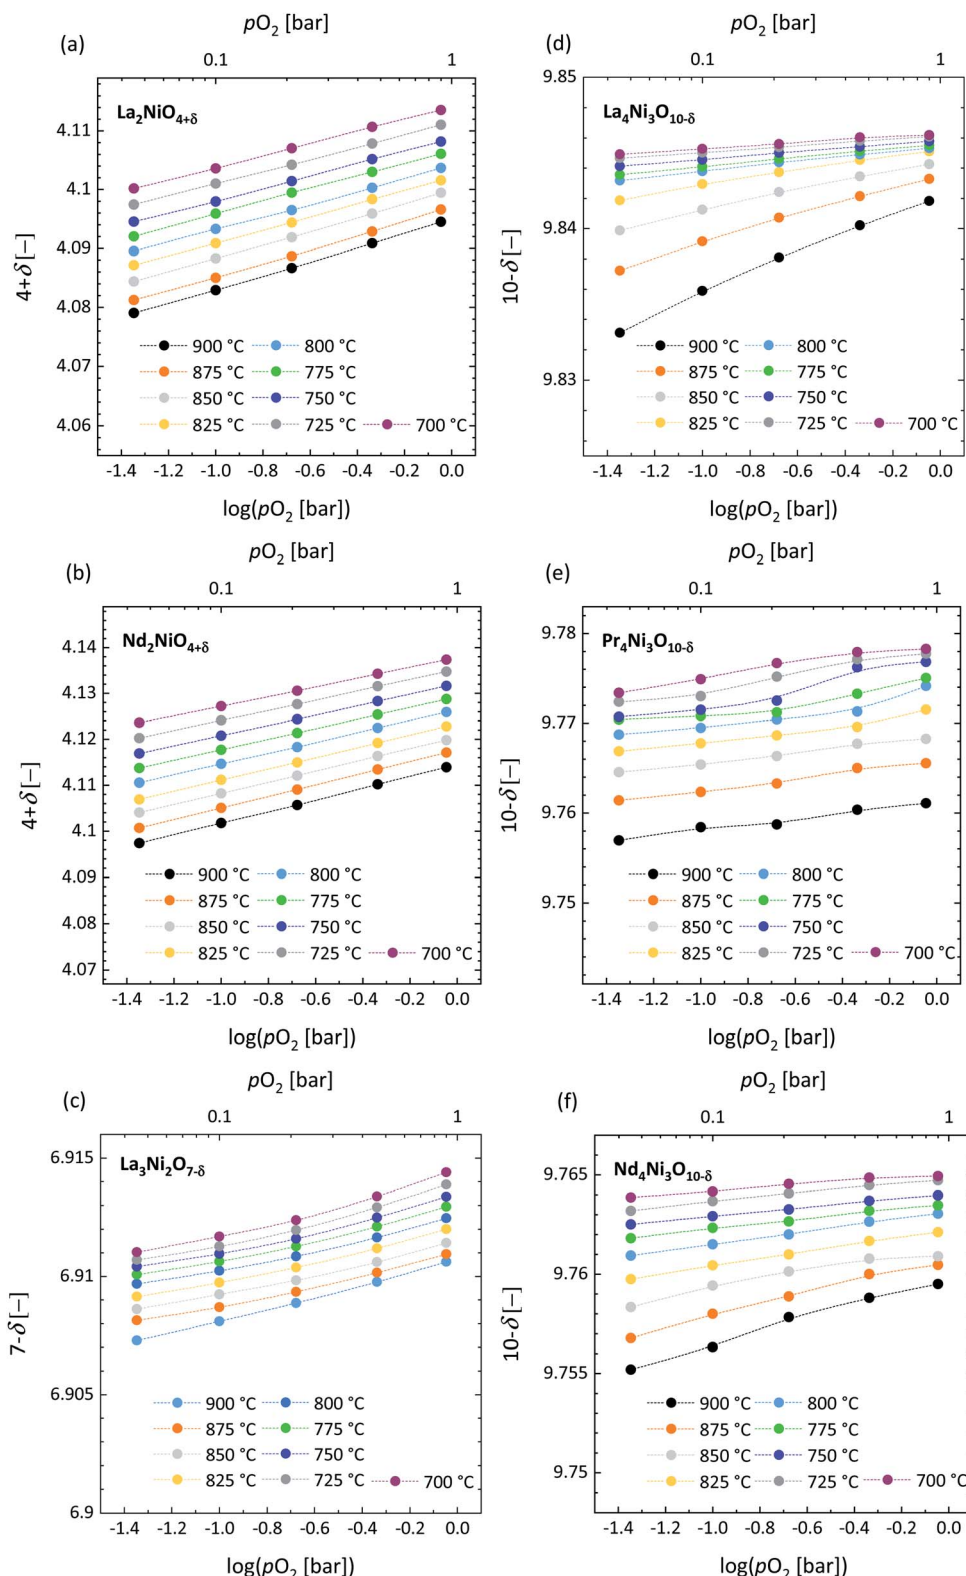 (a)
pO₂ [bar]
0.1 1
La₂NiO₄₊δ
4+δ [–]
4.11
4.1
4.09
4.08
4.07
4.06
900 °C 800 °C
875 °C 775 °C
850 °C 750 °C
825 °C 725 °C 700 °C
-1.4 -1.2 -1.0 -0.8 -0.6 -0.4 -0.2 0.0
log(pO₂ [bar])
(d)
pO₂ [bar]
0.1 1
La₄Ni₃O₁₀₋δ
10-δ [–]
9.85
9.84
9.83
900 °C 800 °C
875 °C 775 °C
850 °C 750 °C
825 °C 725 °C 700 °C
-1.4 -1.2 -1.0 -0.8 -0.6 -0.4 -0.2 0.0
log(pO₂ [bar])
(b)
pO₂ [bar]
0.1 1
Nd₂NiO₄₊δ
4+δ [–]
4.14
4.13
4.12
4.11
4.1
4.09
4.08
4.07
900 °C 800 °C
875 °C 775 °C
850 °C 750 °C
825 °C 725 °C 700 °C
-1.4 -1.2 -1.0 -0.8 -0.6 -0.4 -0.2 0.0
log(pO₂ [bar])
(e)
pO₂ [bar]
0.1 1
Pr₄Ni₃O₁₀₋δ
10-δ [–]
9.78
9.77
9.76
9.75
900 °C 800 °C
875 °C 775 °C
850 °C 750 °C
825 °C 725 °C 700 °C
-1.4 -1.2 -1.0 -0.8 -0.6 -0.4 -0.2 0.0
log(pO₂ [bar])
(c)
pO₂ [bar]
0.1 1
La₃Ni₂O₇₋δ
7-δ [–]
6.915
6.91
6.905
6.9
900 °C 800 °C
875 °C 775 °C
850 °C 750 °C
825 °C 725 °C 700 °C
-1.4 -1.2 -1.0 -0.8 -0.6 -0.4 -0.2 0.0
log(pO₂ [bar])
(f)
pO₂ [bar]
0.1 1
Nd₄Ni₃O₁₀₋δ
10-δ [–]
9.765
9.76
9.755
9.75
900 °C 800 °C
875 °C 775 °C
850 °C 750 °C
825 °C 725 °C 700 °C
-1.4 -1.2 -1.0 -0.8 -0.6 -0.4 -0.2 0.0
log(pO₂ [bar])